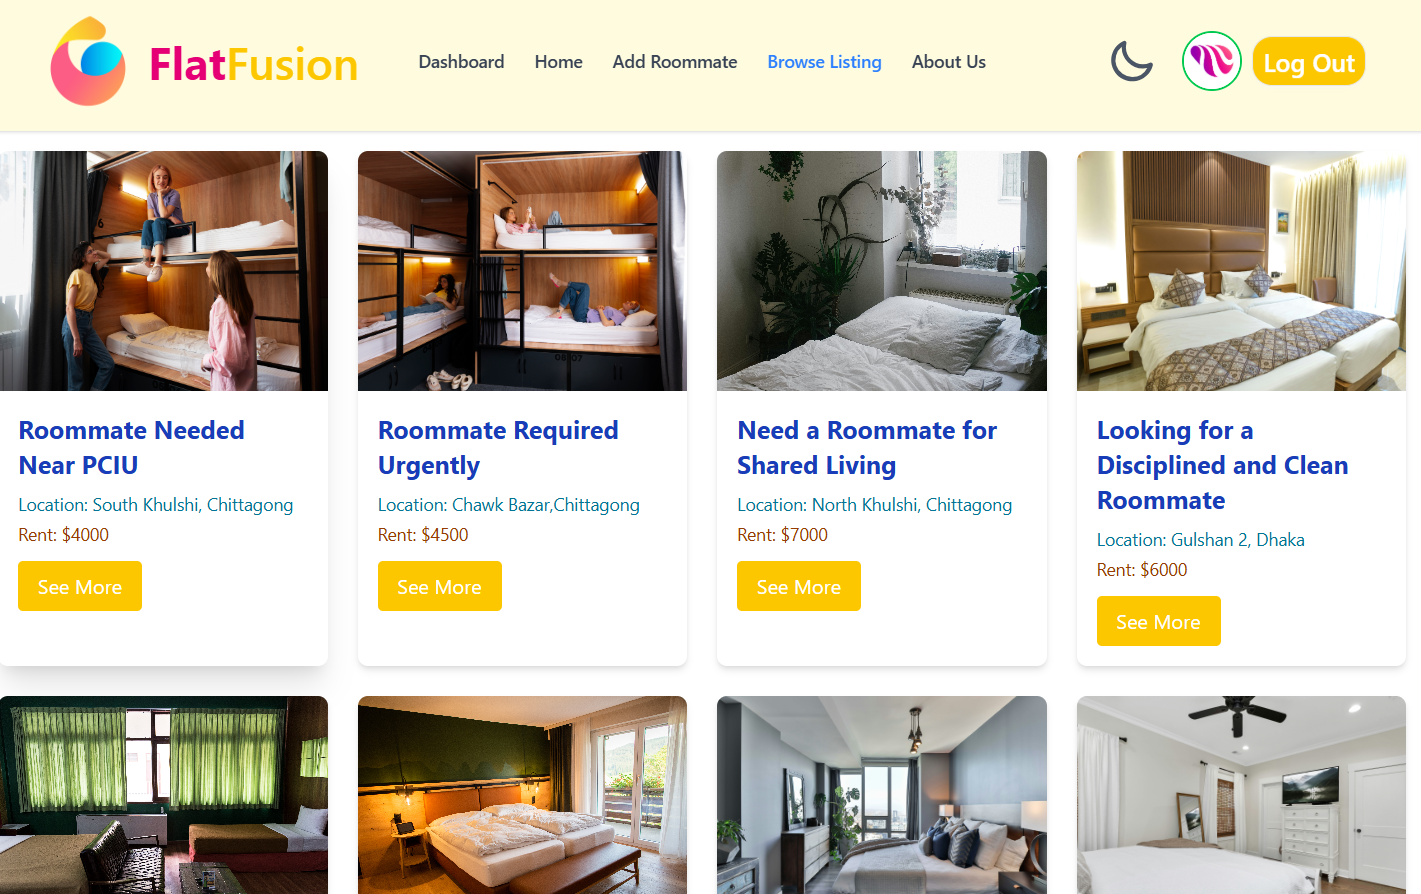 FlatFusion
Dashboard Home Add Roommate Browse Listing About Us
Log Out
Roommate Needed
Near PCIU
Location: South Khulshi, Chittagong
Rent: $4000
See More
Roommate Required
Urgently
Location: Chawk Bazar,Chittagong
Rent: $4500
See More
Need a Roommate for
Shared Living
Location: North Khulshi, Chittagong
Rent: $7000
See More
Looking for a
Disciplined and Clean
Roommate
Location: Gulshan 2, Dhaka
Rent: $6000
See More